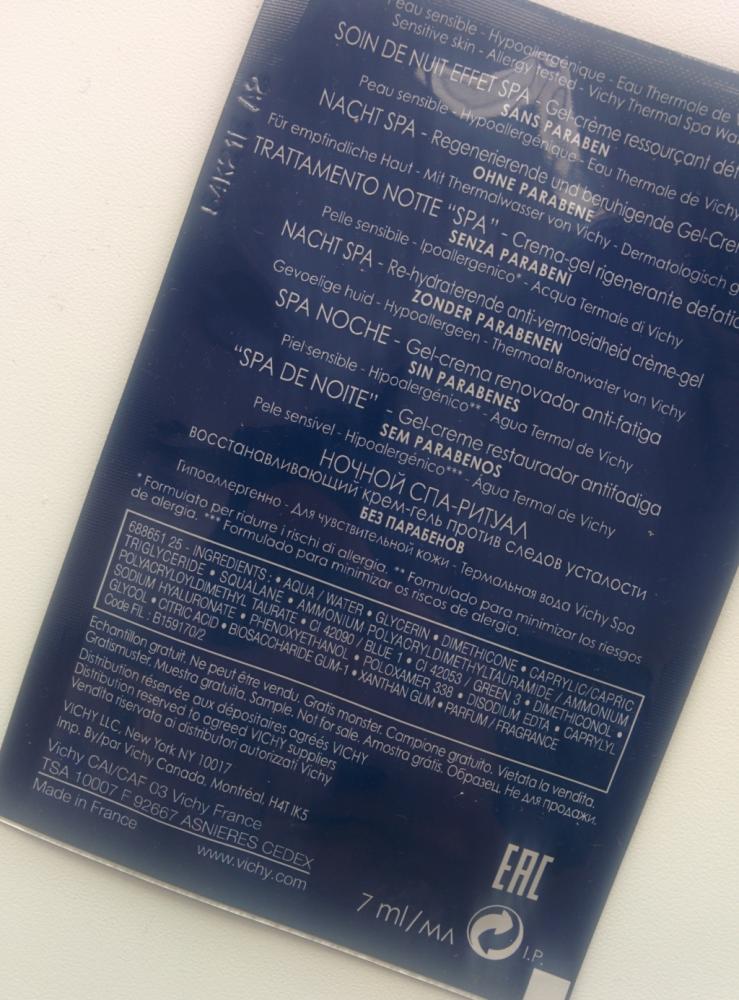 Peau sensible - Hypoallergénique - Eau Thermale de
Sensitive skin - Allergy tested - Vichy Thermal Spa
SOIN DE NUIT EFFET SPA - Gel-crème ressourçant
SANS PARABEN
Peau sensible - Hypoallergénique - Eau Thermale de Vichy
NACHT SPA - Regenerierende und beruhigende Gel-Crem
OHNE PARABENE
Für empfindliche Haut - Mit Thermalwasser von Vichy - Dermatologisch
TRATTAMENTO NOTTE "SPA" - Crema-gel rigenerante
SENZA PARABENI
Pelle sensibile - Ipoallergenico* - Acqua Termale di Vichy
NACHT SPA - Re-hydraterende anti-vermoeidheid crème-gel
ZONDER PARABENEN
Gevoelige huid - Hypoallergeen - Thermaal Bronwater van Vichy
SPA NOCHE - Gel-crema renovador anti-fatiga
SIN PARABENES
Piel sensible - Hipoallergénico** - Agua Termal de Vichy
"SPA DE NOITE" - Gel-creme restaurador antifadiga
SEM PARABENOS
Pele sensível - Hipoallergénico*** - Água Termal de Vichy
НОЧНОЙ СПА-РИТУАЛ
ВОССТАНАВЛИВАЮЩИЙ крем-гель против следов усталости
БЕЗ ПАРАБЕНОВ
Гипоаллергенно - Для чувствительной кожи - Термальная вода Vichy Spa
* Formulato per ridurre i rischi di allergia. ** Formulado para minimizar los riesgos
de alergia. *** Formulado para minimizar os riscos de alergia.
688651 25 - INGREDIENTS : • AQUA / WATER • GLYCERIN • DIMETHICONE • CAPRYLIC/CAPRIC
TRIGLYCERIDE • SQUALANE • AMMONIUM POLYACRYLDIMETHYLTAURAMIDE / AMMONIUM
POLYACRYLOYLDIMETHYL TAURATE • CI 42090 / BLUE 1 • CI 42053 / GREEN 3 • DIMETHICONOL •
SODIUM HYALURONATE • PHENOXYETHANOL • POLOXAMER 338 • DISODIUM EDTA • CAPRYLYL
GLYCOL • CITRIC ACID • BIOSACCHARIDE GUM-1 • XANTHAN GUM • PARFUM / FRAGRANCE
Code FIL : B159170/2
Echantillon gratuit. Ne peut être vendu. Gratis monster. Campione gratuito. Vietata la vendita.
Gratismuster. Muestra gratuita. Sample. Not for sale. Amostra grátis. Образец. Не для продажи.
Distribution réservée aux dépositaires agréés VICHY
Distribution reserved to agreed VICHY suppliers
Vendita riservata ai distributori autorizzati Vichy
VICHY LLC, New York NY 10017
Imp. By/par Vichy Canada, Montréal, H4T 1K5
Vichy CAI/CAF 03 Vichy France
TSA 10007 F 92667 ASNIERES CEDEX
Made in France
www.vichy.com
EAC
7 ml/мл
I.P.